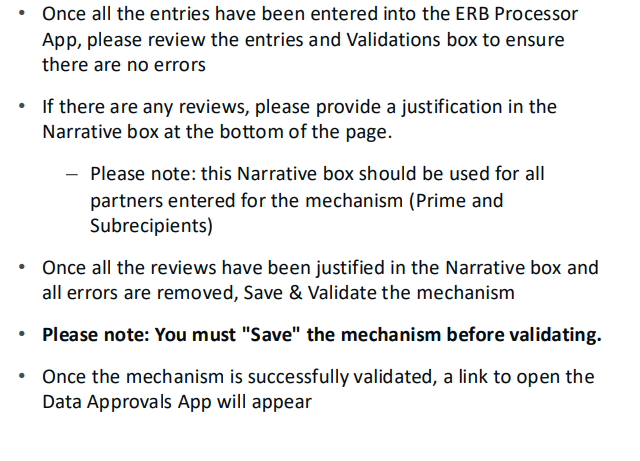 • Once all the entries have been entered into the ERB Processor
App, please review the entries and Validations box to ensure
there are no errors
• If there are any reviews, please provide a justification in the
Narrative box at the bottom of the page.
– Please note: this Narrative box should be used for all
partners entered for the mechanism (Prime and
Subrecipients)
• Once all the reviews have been justified in the Narrative box and
all errors are removed, Save & Validate the mechanism
• Please note: You must "Save" the mechanism before validating.
• Once the mechanism is successfully validated, a link to open the
Data Approvals App will appear